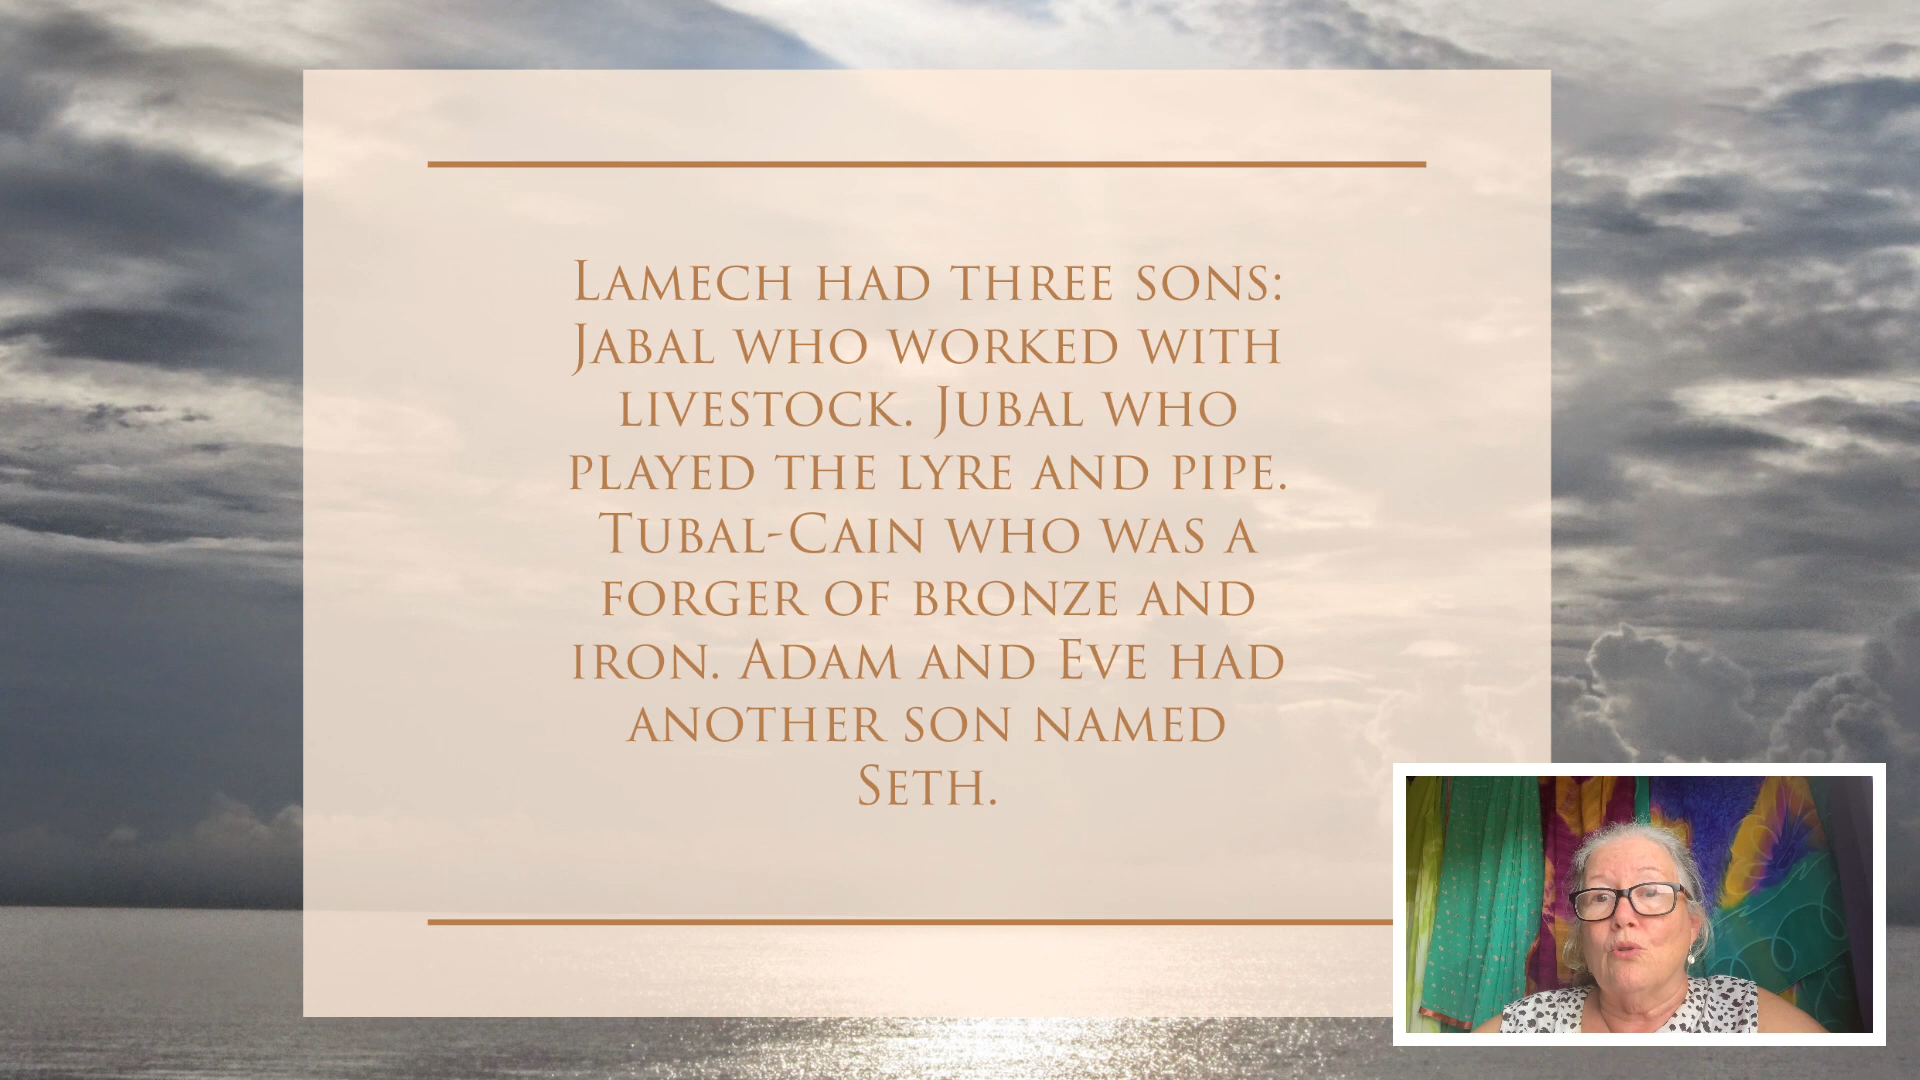 Lamech had three sons:
Jabal who worked with
livestock. Jubal who
played the lyre and pipe.
Tubal-Cain who was a
forger of bronze and
iron. Adam and Eve had
another son named
Seth.